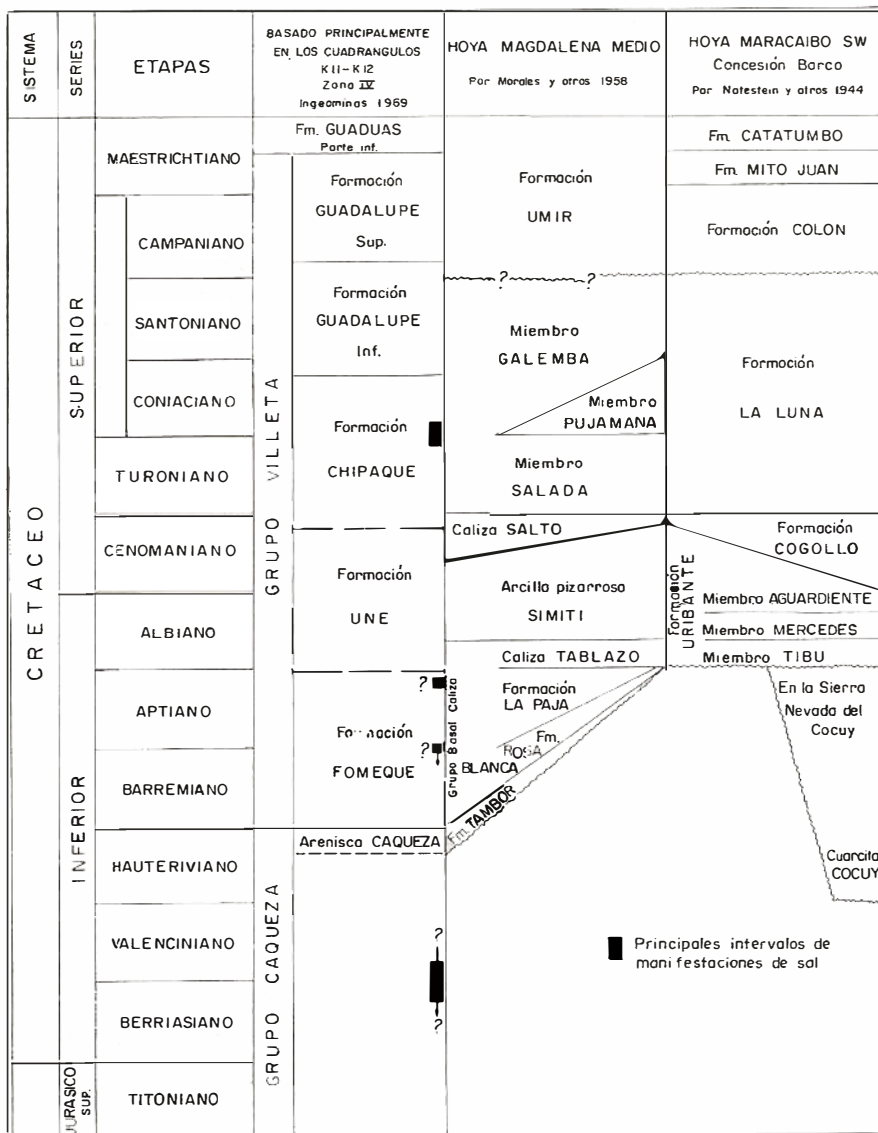 SISTEMA
SERIES
ETAPAS
BASADO PRINCIPALMENTE
EN LOS CUADRANGULOS
K11-K12
Zona IV
Ingeominas 1969
HOYA MAGDALENA MEDIO
Por Morales y otros 1958
HOYA MARACAIBO SW
Concesión Barco
Por Notestein y otros 1944
CRETACEO
SUPERIOR
INFERIOR
JURASICO
SUP.
MAESTRICHTIANO
CAMPANIANO
SANTONIANO
CONIACIANO
TURONIANO
CENOMANIANO
ALBIANO
APTIANO
BARREMIANO
HAUTERIVIANO
VALENCINIANO
BERRIASIANO
TITONIANO
GRUPO VILLETA
GRUPO CAQUEZA
Fm. GUADUAS
Parte inf.
Formación
GUADALUPE
Sup.
Formación
GUADALUPE
Inf.
Formación
CHIPAQUE
Formación
UNE
?
?
Formación
FOMEQUE
Arenisca CAQUEZA
?
?
Formación
UMIR
? ?
Miembro
GALEMBA
Miembro
PUJAMANA
Miembro
SALADA
Caliza SALTO
Arcilla pizarrosa
SIMITI
Caliza TABLAZO
Grupo Basal Caliza
Formación
LA PAJA
Fm.
ROSA
BLANCA
Fm. TAMBOR
Fm. CATATUMBO
Fm. MITO JUAN
Formación COLON
Formación
LA LUNA
Formación
COGOLLO
Formación
URIBANTE
Miembro AGUARDIENTE
Miembro MERCEDES
Miembro TIBU
En la Sierra
Nevada del
Cocuy
Cuarcita
COCUY
Principales intervalos de
manifestaciones de sal